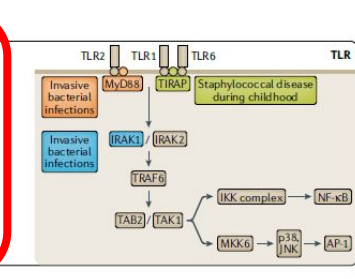 TLR2 TLR1 TLR6 TLR
Invasive
bacterial
infections
MyD88 TIRAP
Staphylococcal disease
during childhood
Invasive
bacterial
infections
IRAK1 / IRAK2
TRAF6
TAB2 / TAK1
IKK complex NF-κB
MKK6
p38,
JNK
AP-1